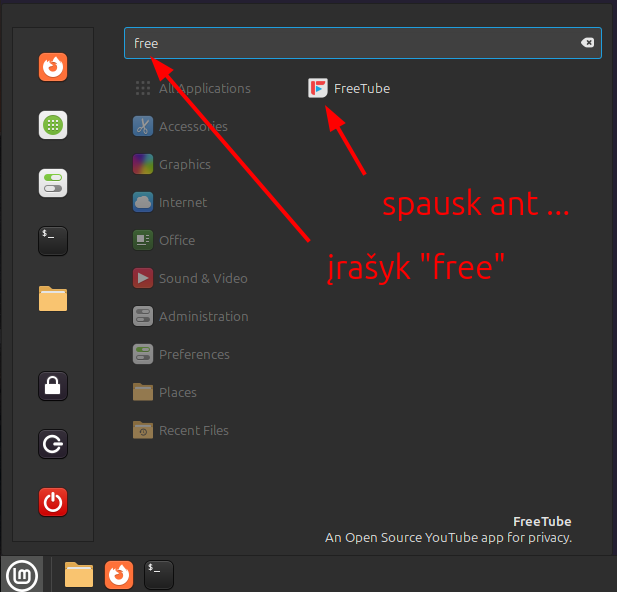 free
All Applications
FreeTube
Accessories
Graphics
Internet
spausk ant ...
Office
įrašyk "free"
Sound & Video
Administration
Preferences
Places
Recent Files
FreeTube
An Open Source YouTube app for privacy.
$_
$_
lm